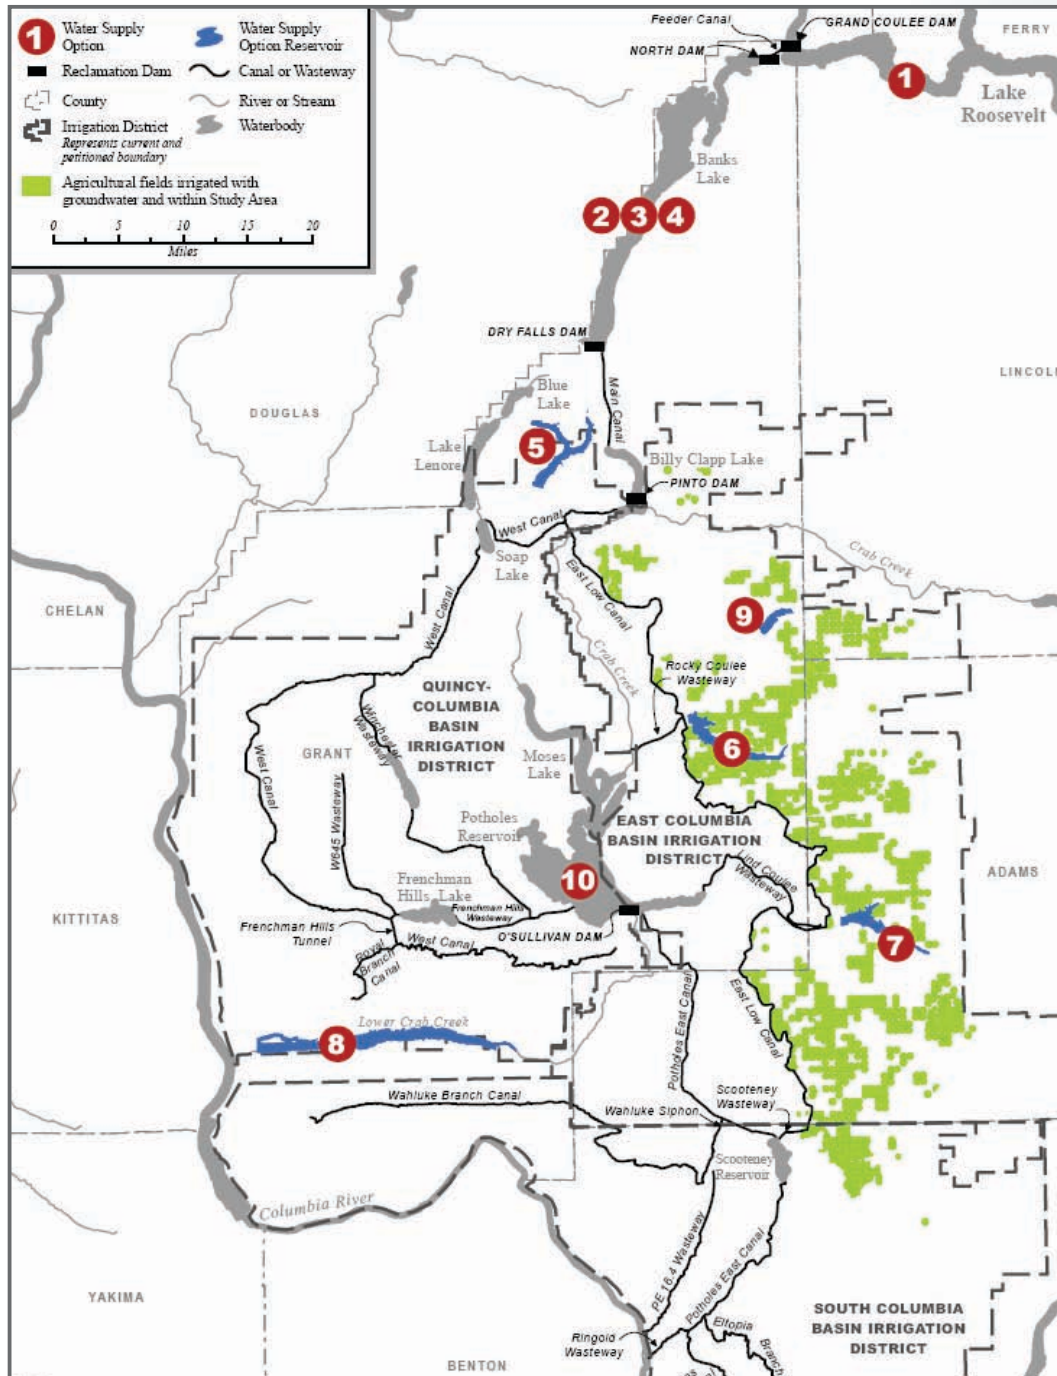 1
Water Supply
Option
Water Supply
Option Reservoir
Reclamation Dam
Canal or Wasteway
County
River or Stream
Irrigation District
Represents current and
petitioned boundary
Waterbody
Agricultural fields irrigated with
groundwater and within Study Area
0 5 10 15 20
Miles
Feeder Canal
GRAND COULEE DAM
NORTH DAM
FERRY
1
Lake
Roosevelt
Banks
Lake
2 3 4
DRY FALLS DAM
LINCOLN
Blue
Lake
Main Canal
DOUGLAS
5
Lake
Lenore
Billy Clapp Lake
PINTO DAM
West Canal
Soap
Lake
Crab Creek
East Low Canal
CHELAN
West Canal
9
Crab Creek
Rocky Coulee
Wasteway
QUINCY-
COLUMBIA
BASIN
IRRIGATION
DISTRICT
Winchester
Wasteway
GRANT
6
West Canal
Moses
Lake
W645 Wasteway
Potholes
Reservoir
EAST COLUMBIA
BASIN IRRIGATION
DISTRICT
Lind Coulee
Wasteway
ADAMS
10
Frenchman
Hills Lake
Frenchman Hills
Wasteway
KITTITAS
Frenchman Hills
Tunnel
O'SULLIVAN DAM
West Canal
7
Royal
Branch
Canal
Potholes East Canal
East Low Canal
Lower Crab Creek
8
Wahluke Branch Canal
Wahluke Siphon
Scooteney
Wasteway
Scooteney
Reservoir
Columbia River
PE 16.4 Wasteway
Potholes East Canal
YAKIMA
SOUTH COLUMBIA
BASIN IRRIGATION
DISTRICT
Ringold
Wasteway
Eltopia
Branch
BENTON